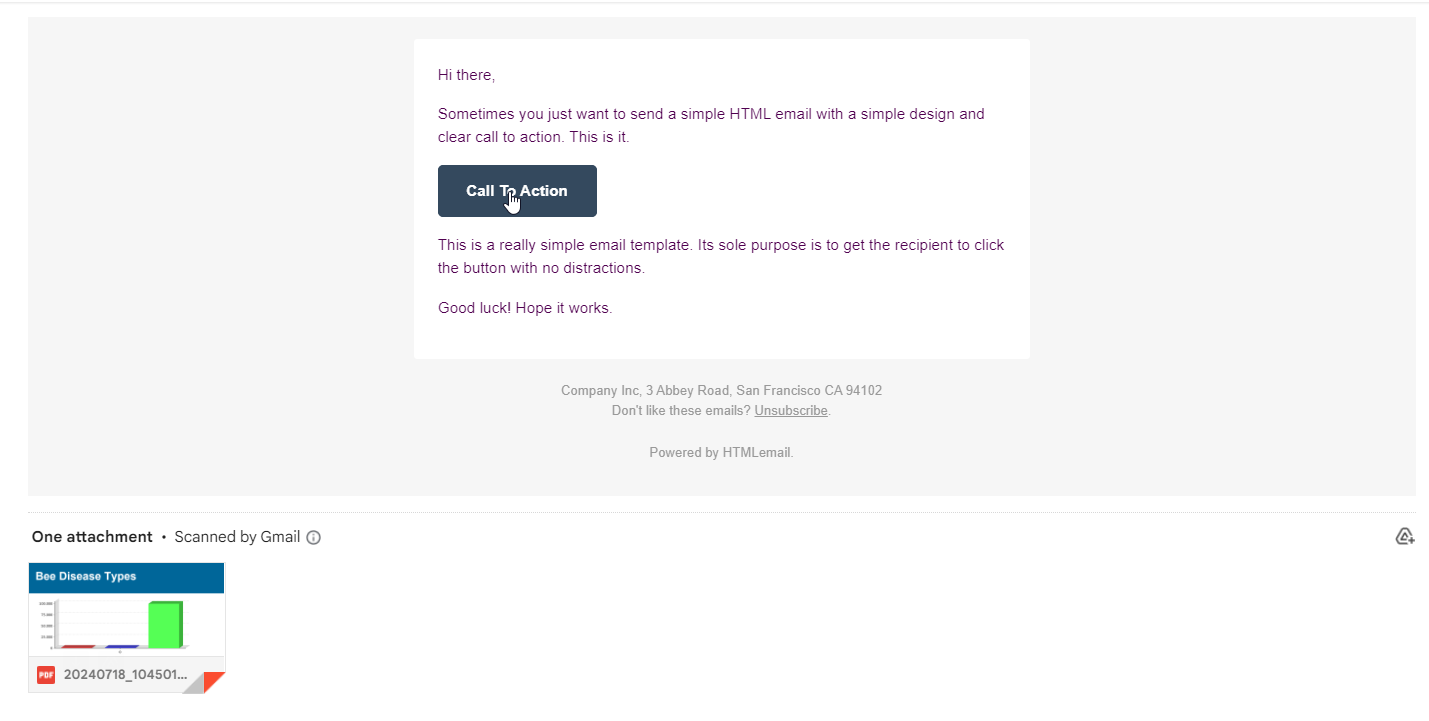 Hi there,
Sometimes you just want to send a simple HTML email with a simple design and
clear call to action. This is it.
Call To Action
This is a really simple email template. Its sole purpose is to get the recipient to click
the button with no distractions.
Good luck! Hope it works.
Company Inc, 3 Abbey Road, San Francisco CA 94102
Don't like these emails? Unsubscribe.
Powered by HTMLemail.
One attachment • Scanned by Gmail
Bee Disease Types
PDF 20240718_104501...